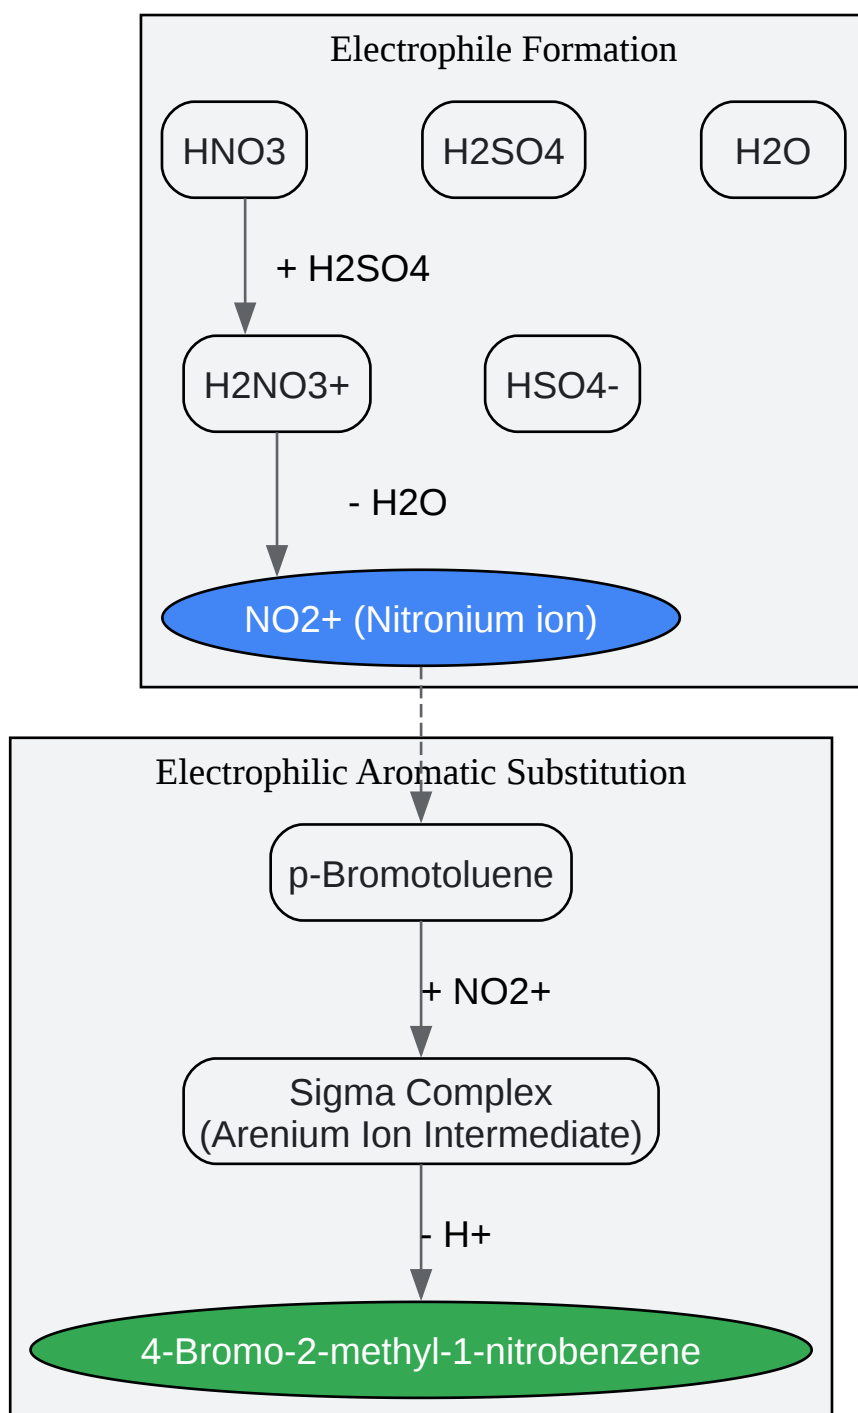 Electrophile Formation
HNO3
H2SO4
H2O
+ H2SO4
H2NO3+
HSO4-
- H2O
NO2+ (Nitronium ion)
Electrophilic Aromatic Substitution
p-Bromotoluene
+ NO2+
Sigma Complex
(Arenium Ion Intermediate)
- H+
4-Bromo-2-methyl-1-nitrobenzene